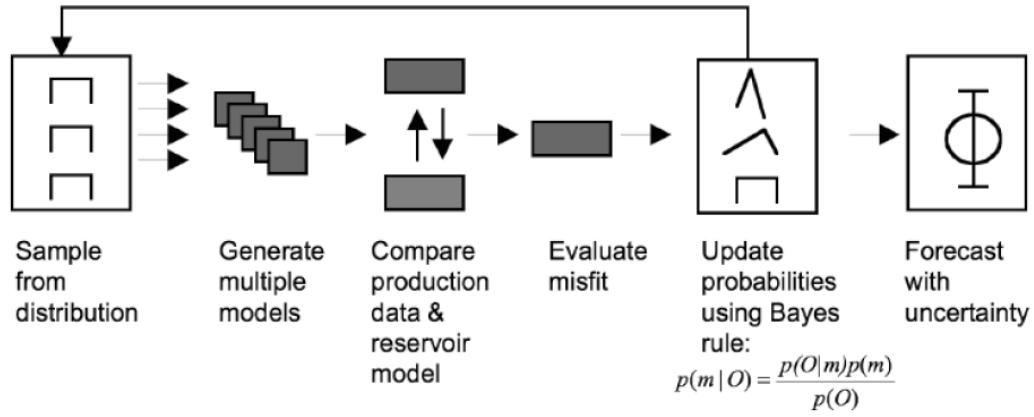 Sample
from
distribution
Generate
multiple
models
Compare
production
data &
reservoir
model
Evaluate
misfit
Update
probabilities
using Bayes
rule:
p(m | O) = p(O|m)p(m) / p(O)
Forecast
with
uncertainty